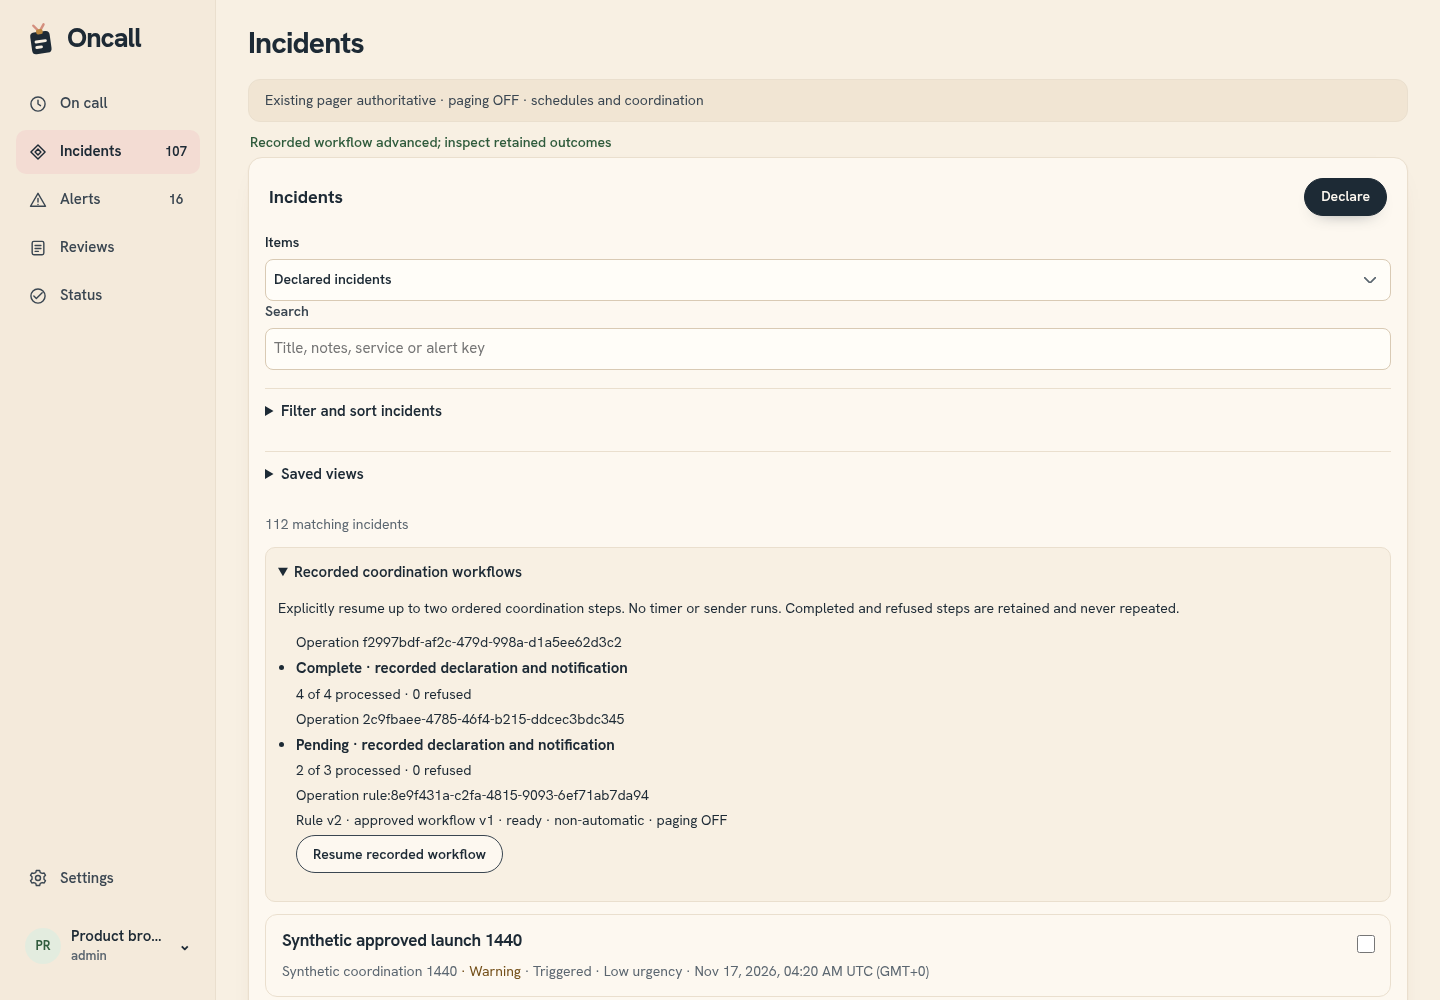 Oncall
On call
Incidents 107
Alerts 16
Reviews
Status
Settings
PR
Product bro...
admin
Incidents
Existing pager authoritative · paging OFF · schedules and coordination
Recorded workflow advanced; inspect retained outcomes
Incidents
Declare
Items
Declared incidents
Search
Title, notes, service or alert key
Filter and sort incidents
Saved views
112 matching incidents
Recorded coordination workflows
Explicitly resume up to two ordered coordination steps. No timer or sender runs. Completed and refused steps are retained and never repeated.
Operation f2997bdf-af2c-479d-998a-d1a5ee62d3c2
Complete · recorded declaration and notification
4 of 4 processed · 0 refused
Operation 2c9fbaee-4785-46f4-b215-ddcec3bdc345
Pending · recorded declaration and notification
2 of 3 processed · 0 refused
Operation rule:8e9f431a-c2fa-4815-9093-6ef71ab7da94
Rule v2 · approved workflow v1 · ready · non-automatic · paging OFF
Resume recorded workflow
Synthetic approved launch 1440
Synthetic coordination 1440 · Warning · Triggered · Low urgency · Nov 17, 2026, 04:20 AM UTC (GMT+0)